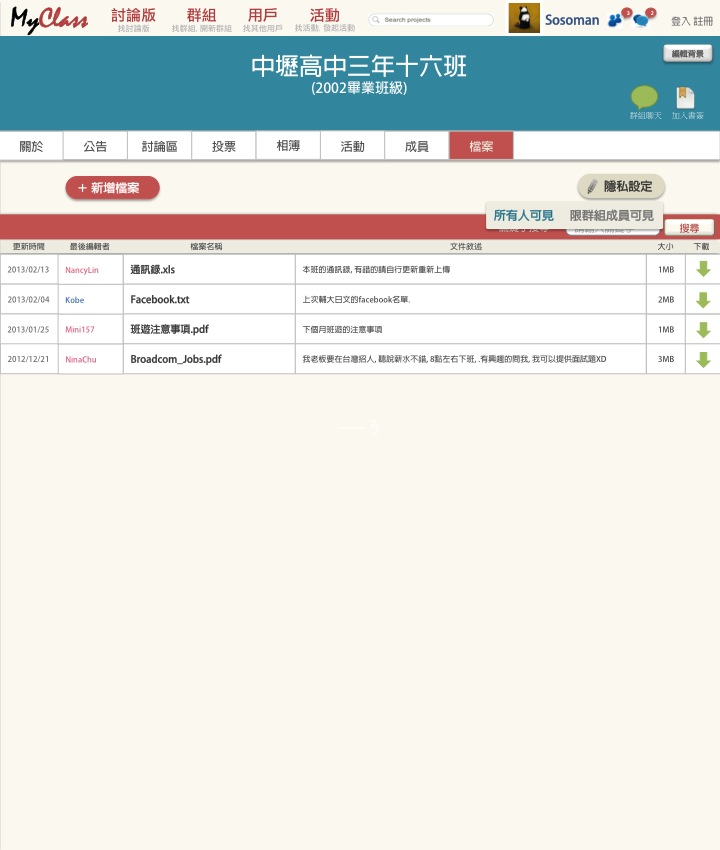 MyClass
討論版
找討論版
群組
找群組, 開新群組
用戶
找其他用戶
活動
找活動, 發起活動
Search projects
Sosoman
3
2
登入 註冊
編輯背景
中壢高中三年十六班
(2002畢業班級)
群組聊天
加入書簽
關於
公告
討論區
投票
相簿
活動
成員
檔案
+ 新增檔案
隱私設定
所有人可見
限群組成員可見
搜尋
更新時間 最後編輯者 檔案名稱 文件敘述 大小 下載
2013/02/13 NancyLin 通訊錄.xls 本班的通訊錄, 有錯的請自行更新重新上傳 1MB
2013/02/04 Kobe Facebook.txt 上次輔大日文的facebook名單. 2MB
2013/01/25 Mini157 班遊注意事項.pdf 下個月班遊的注意事項 1MB
2012/12/21 NinaChu Broadcom_Jobs.pdf 我老板要在台灣招人, 聽說薪水不錯, 8點左右下班, .有興趣的問我, 我可以提供面試題XD 3MB